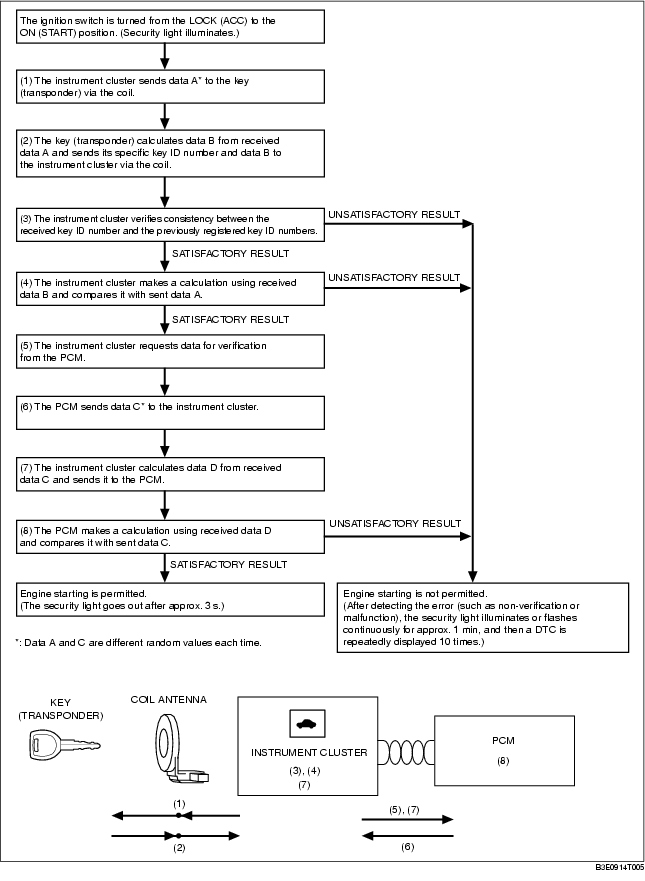 The ignition switch is turned from the LOCK (ACC) to the
ON (START) position. (Security light illuminates.)
(1) The instrument cluster sends data A* to the key
(transponder) via the coil.
(2) The key (transponder) calculates data B from received
data A and sends its specific key ID number and data B to
the instrument cluster via the coil.
(3) The instrument cluster verifies consistency between the
received key ID number and the previously registered key ID numbers.
UNSATISFACTORY RESULT
SATISFACTORY RESULT
(4) The instrument cluster makes a calculation using received
data B and compares it with sent data A.
UNSATISFACTORY RESULT
SATISFACTORY RESULT
(5) The instrument cluster requests data for verification
from the PCM.
(6) The PCM sends data C* to the instrument cluster.
(7) The instrument cluster calculates data D from received
data C and sends it to the PCM.
(8) The PCM makes a calculation using received data D
and compares it with sent data C.
UNSATISFACTORY RESULT
SATISFACTORY RESULT
Engine starting is permitted.
(The security light goes out after approx. 3 s.)
Engine starting is not permitted.
(After detecting the error (such as non-verification or
malfunction), the security light illuminates or flashes
continuously for approx. 1 min, and then a DTC is
repeatedly displayed 10 times.)
*: Data A and C are different random values each time.
KEY
(TRANSPONDER)
COIL ANTENNA
INSTRUMENT CLUSTER
(3), (4)
(7)
PCM
(8)
(1)
(2)
(5), (7)
(6)
B3E0914T005